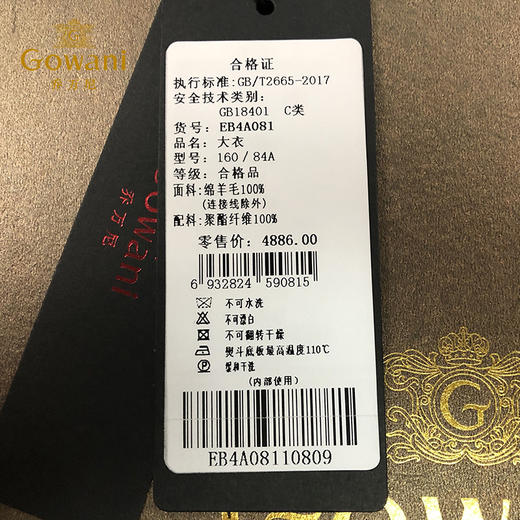 Gowani
乔万尼
合格证
执行标准:GB/T2665-2017
安全技术类别:
GB18401 C类
货号: EB4A081
品名: 大衣
型号: 160/84A
等级: 合格品
面料: 绵羊毛100%
(连接线除外)
配料: 聚酯纤维100%
零售价: 4886.00
6 932824 590815
不可水洗
不可漂白
不可翻转干燥
熨斗底板最高温度110℃
缓和干洗
(内部使用)
EB4A08110809
Gowani
乔万尼
G